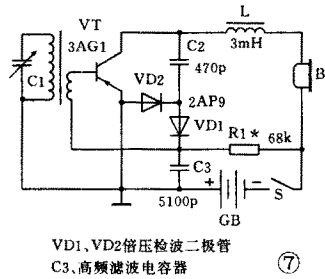 VT
3AG1
C1
C2
470p
L
3mH
B
VD2
2AP9
VD1
R1* 68k
C3
5100p
+
-
GB
S
VD1、VD2倍压检波二极管
C3、高频滤波电容器
⑦